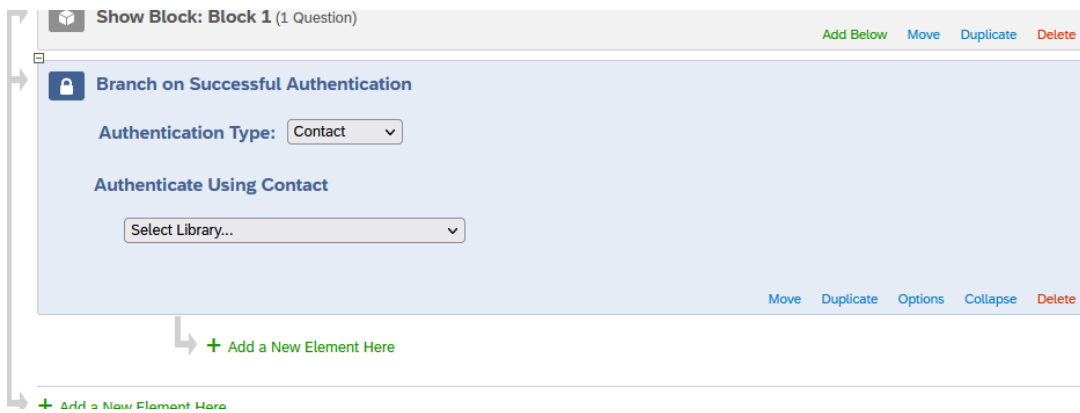 Show Block: Block 1 (1 Question)
Add Below Move Duplicate Delete
Branch on Successful Authentication
Authentication Type: Contact
Authenticate Using Contact
Select Library...
Move Duplicate Options Collapse Delete
+ Add a New Element Here
+ Add a New Element Here